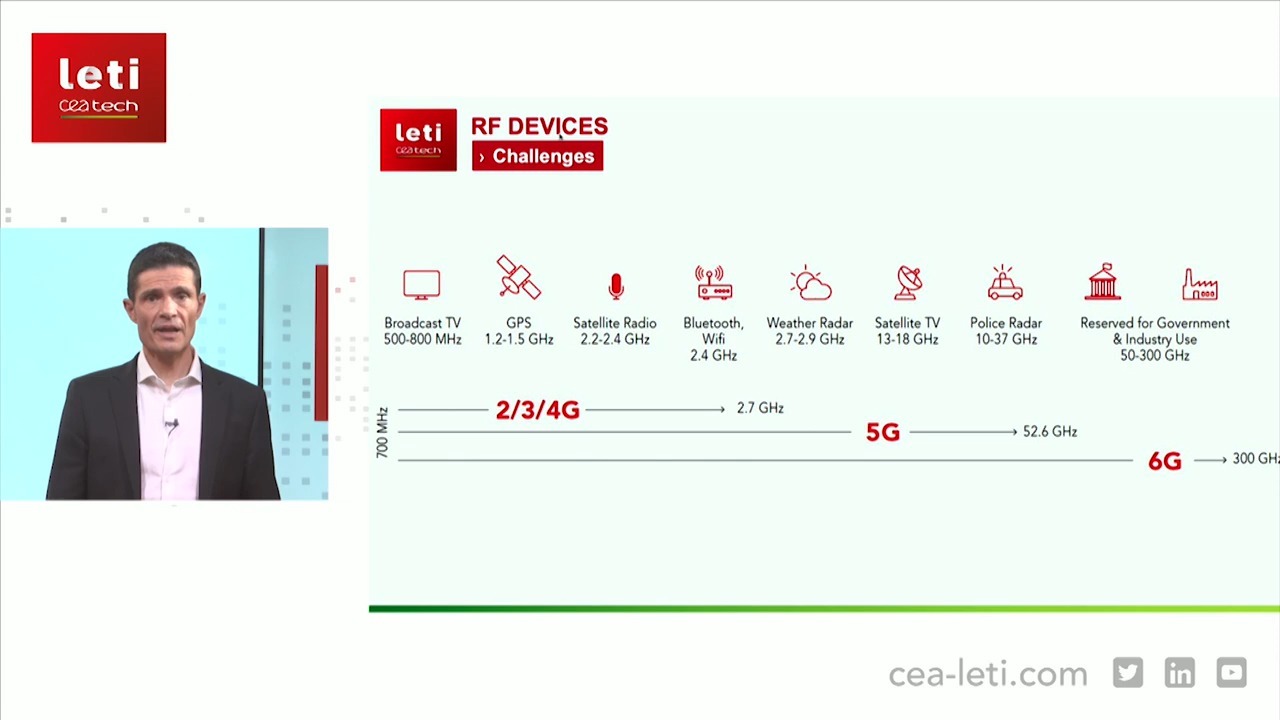 leti
cea tech
leti
cea tech
RF DEVICES
› Challenges
Broadcast TV
500-800 MHz
GPS
1.2-1.5 GHz
Satellite Radio
2.2-2.4 GHz
Bluetooth,
Wifi
2.4 GHz
Weather Radar
2.7-2.9 GHz
Satellite TV
13-18 GHz
Police Radar
10-37 GHz
Reserved for Government
& Industry Use
50-300 GHz
700 MHz
2/3/4G
2.7 GHz
5G
52.6 GHz
6G
300 GHz
cea-leti.com